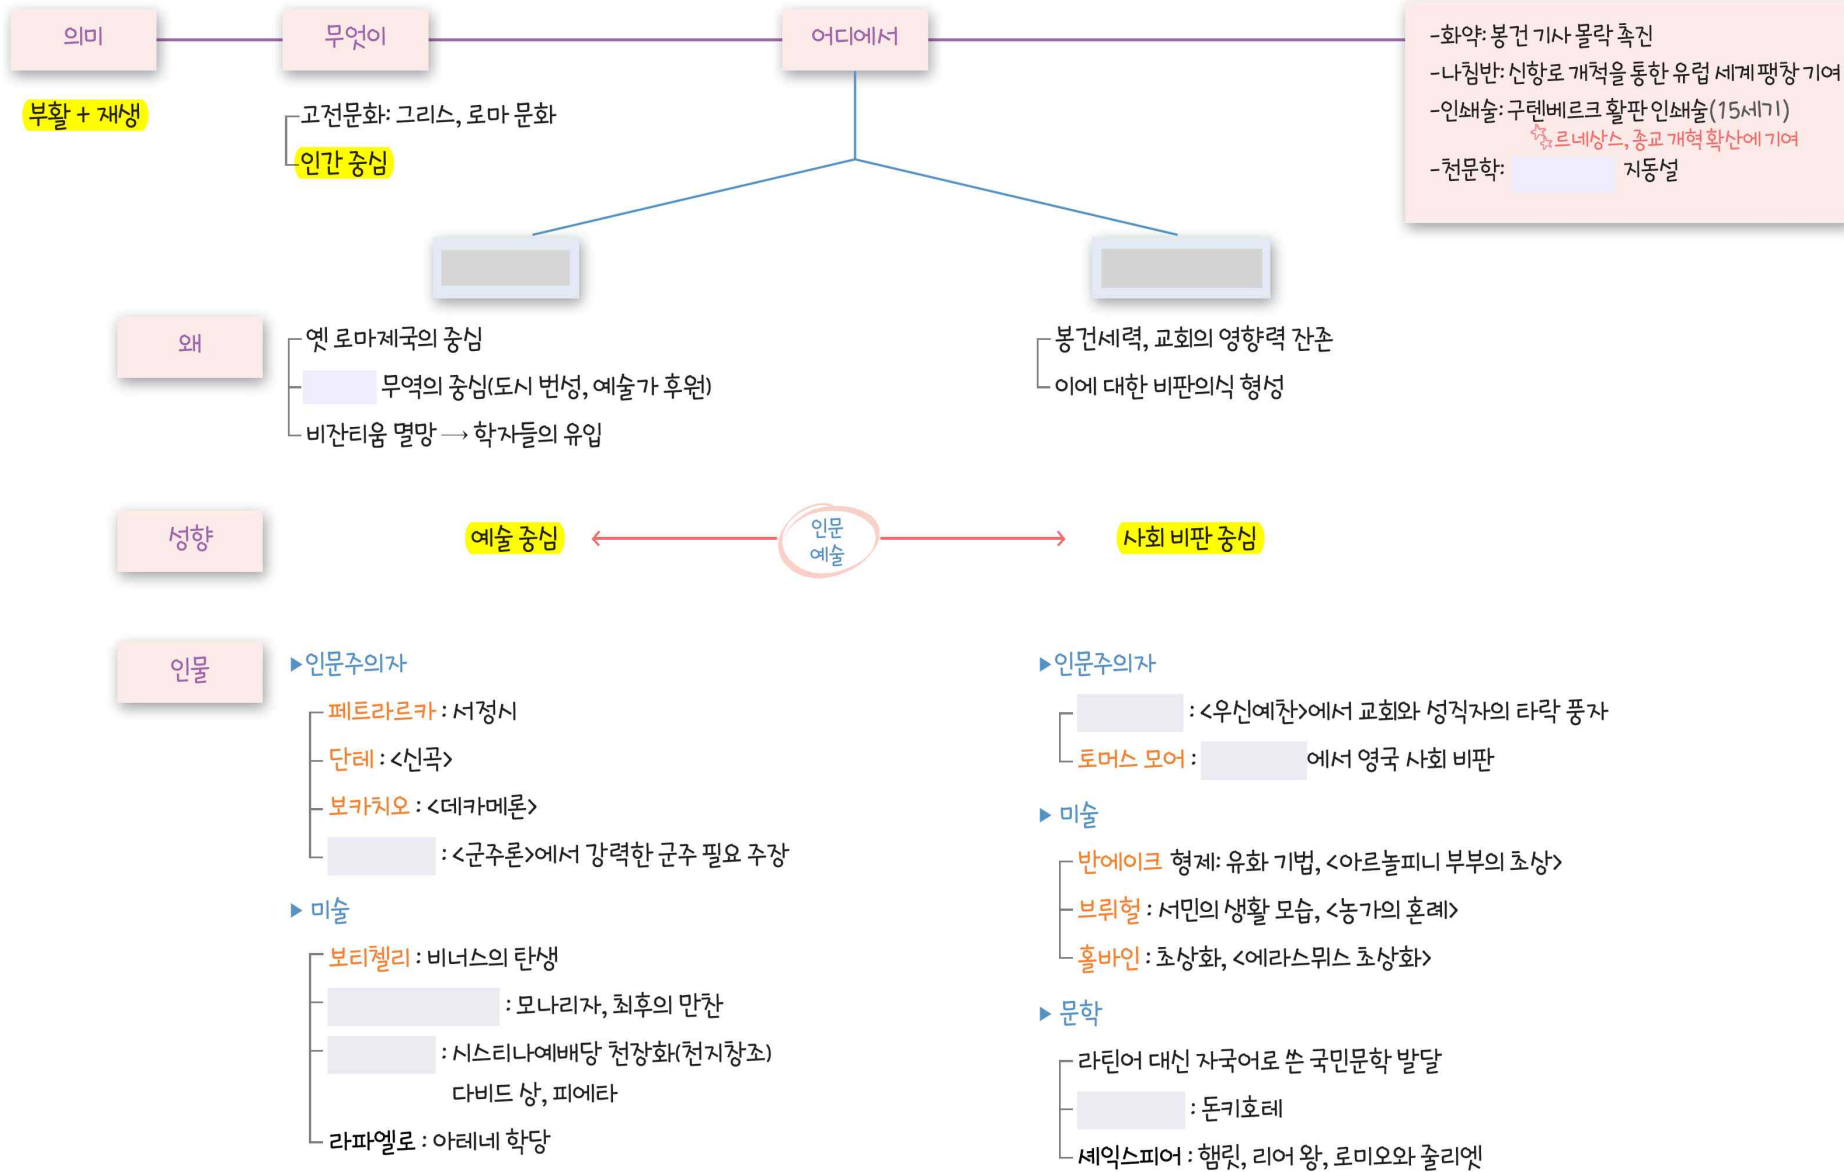 의미
무엇이
어디에서
부활 + 재생
고전문화: 그리스, 로마 문화
인간 중심
-화약: 봉건 기사 몰락 촉진
-나침반: 신항로 개척을 통한 유럽 세계 팽창 기여
-인쇄술: 구텐베르크 활판 인쇄술(15세기)
르네상스, 종교 개혁 확산에 기여
-천문학: 지동설
왜
옛 로마제국의 중심
무역의 중심(도시 번성, 예술가 후원)
비잔티움 멸망 → 학자들의 유입
봉건세력, 교회의 영향력 잔존
이에 대한 비판의식 형성
성향
예술 중심
인문
예술
사회 비판 중심
인물
▶인문주의자
페트라르카 : 서정시
단테 : <신곡>
보카치오 : <데카메론>
: <군주론>에서 강력한 군주 필요 주장
▶ 미술
보티첼리 : 비너스의 탄생
: 모나리자, 최후의 만찬
: 시스티나예배당 천장화(천지창조)
다비드 상, 피에타
라파엘로 : 아테네 학당
▶인문주의자
: <우신예찬>에서 교회와 성직자의 타락 풍자
토머스 모어 : 에서 영국 사회 비판
▶ 미술
반에이크 형제: 유화 기법, <아르놀피니 부부의 초상>
브뤼헐 : 서민의 생활 모습, <농가의 혼례>
홀바인 : 초상화, <에라스뮈스 초상화>
▶ 문학
라틴어 대신 자국어로 쓴 국민문학 발달
: 돈키호테
셰익스피어 : 햄릿, 리어 왕, 로미오와 줄리엣